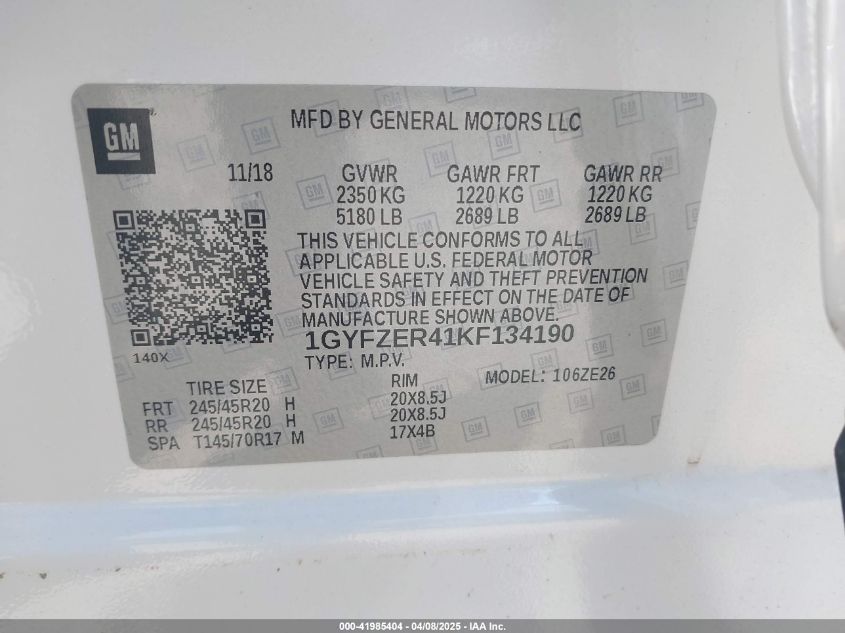 GM
MFD BY GENERAL MOTORS LLC
11/18 GVWR GAWR FRT GAWR RR
2350 KG 1220 KG 1220 KG
5180 LB 2689 LB 2689 LB
THIS VEHICLE CONFORMS TO ALL
APPLICABLE U.S. FEDERAL MOTOR
VEHICLE SAFETY AND THEFT PREVENTION
STANDARDS IN EFFECT ON THE DATE OF
MANUFACTURE SHOWN ABOVE.
1GYFZER41KF134190
140X
TYPE: M.P.V. MODEL: 106ZE26
TIRE SIZE RIM
FRT 245/45R20 H 20X8.5J
RR 245/45R20 H 20X8.5J
SPA T145/70R17 M 17X4B
000-41985404 - 04/08/2025 - IAA Inc.